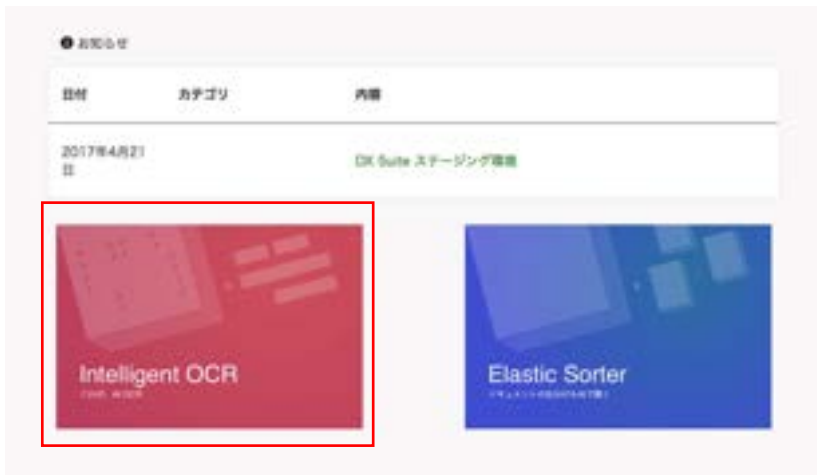 お知らせ
日付 カテゴリ 内容
2017年4月21
日
DX Suite ステージング環境
Intelligent OCR
Elastic Sorter